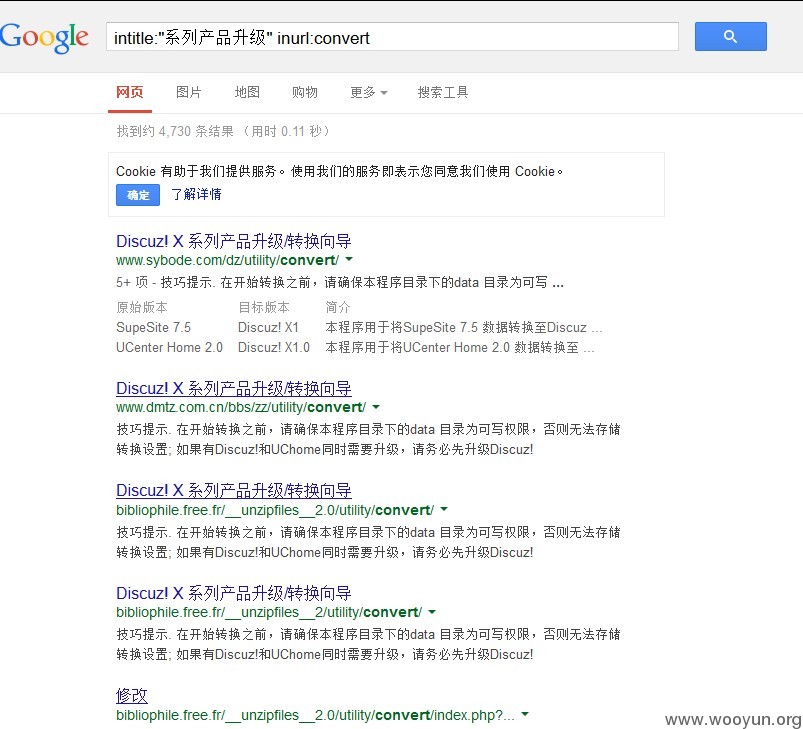 Google
intitle:"系列产品升级" inurl:convert
网页 图片 地图 购物 更多 搜索工具
找到约 4,730 条结果 （用时 0.11 秒）
Cookie 有助于我们提供服务。使用我们的服务即表示您同意我们使用 Cookie。
确定 了解详情
Discuz! X 系列产品升级/转换向导
www.sybode.com/dz/utility/convert/
5+ 项 - 技巧提示. 在开始转换之前，请确保本程序目录下的data 目录为可写 ...
原始版本 目标版本 简介
SupeSite 7.5 Discuz! X1 本程序用于将SupeSite 7.5 数据转换至Discuz ...
UCenter Home 2.0 Discuz! X1.0 本程序用于将UCenter Home 2.0 数据转换至 ...
Discuz! X 系列产品升级/转换向导
www.dmtz.com.cn/bbs/zz/utility/convert/
技巧提示. 在开始转换之前，请确保本程序目录下的data 目录为可写权限，否则无法存储
转换设置; 如果有Discuz!和UChome同时需要升级，请务必先升级Discuz!
Discuz! X 系列产品升级/转换向导
bibliophile.free.fr/__unzipfiles__2.0/utility/convert/
技巧提示. 在开始转换之前，请确保本程序目录下的data 目录为可写权限，否则无法存储
转换设置; 如果有Discuz!和UChome同时需要升级，请务必先升级Discuz!
Discuz! X 系列产品升级/转换向导
bibliophile.free.fr/__unzipfiles__2/utility/convert/
技巧提示. 在开始转换之前，请确保本程序目录下的data 目录为可写权限，否则无法存储
转换设置; 如果有Discuz!和UChome同时需要升级，请务必先升级Discuz!
修改
bibliophile.free.fr/__unzipfiles__2.0/utility/convert/index.php?...
www.wooyun.org